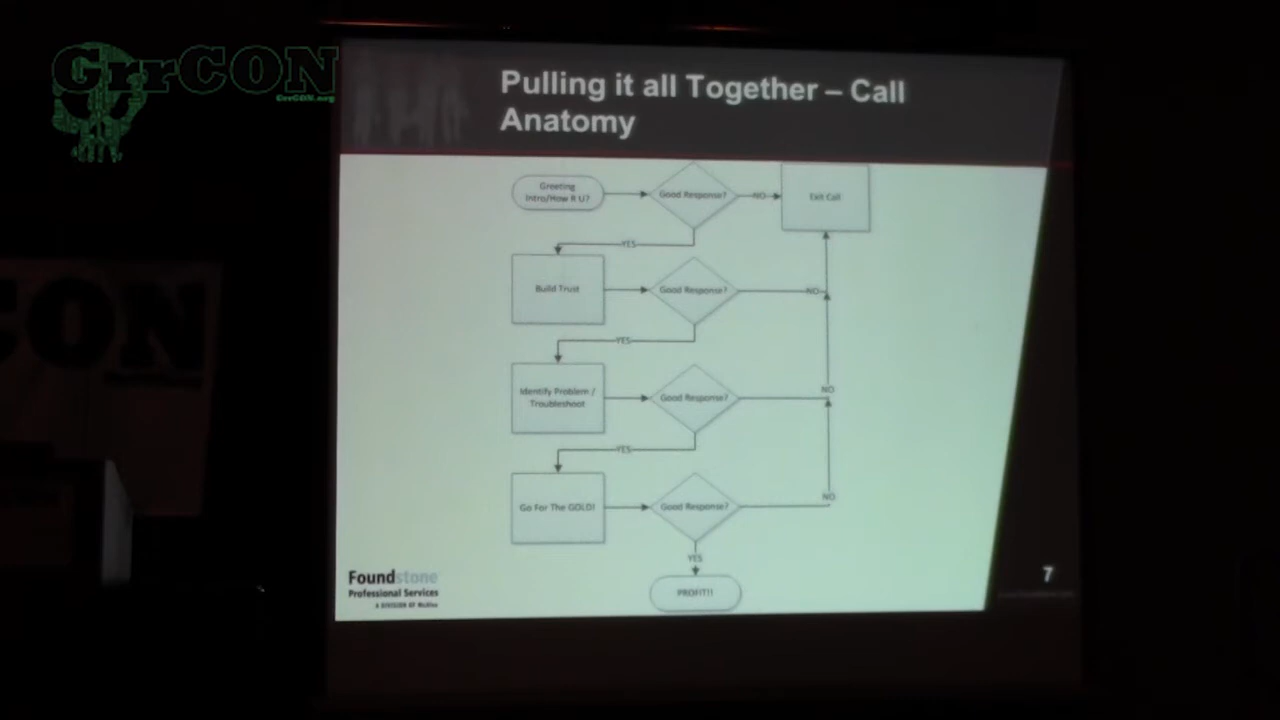 GrrCON
GrrCON.org
Pulling it all Together – Call
Anatomy
Greeting
Intro/How R U?
Good Response?
NO
Exit Call
YES
Build Trust
Good Response?
NO
YES
Identify Problem /
Troubleshoot
Good Response?
NO
YES
Go For The GOLD!
Good Response?
NO
YES
PROFIT!!
Foundstone
Professional Services
A DIVISION OF McAfee
7
CON